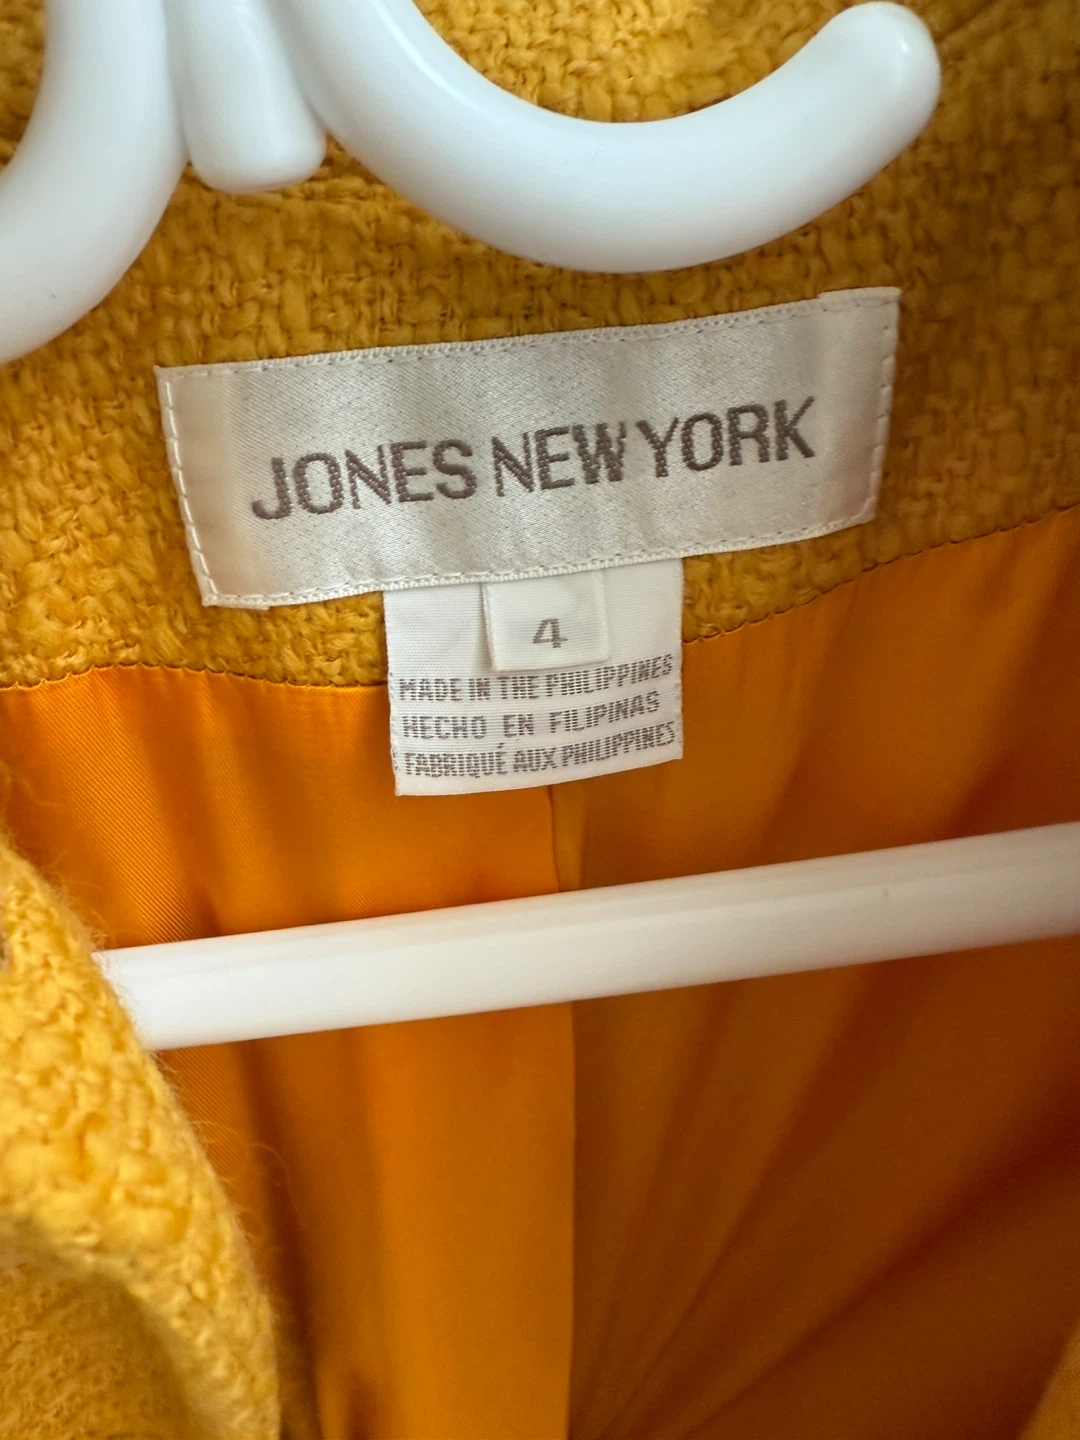 JONES NEW YORK
4
MADE IN THE PHILIPPINES
HECHO EN FILIPINAS
FABRIQUÉ AUX PHILIPPINES